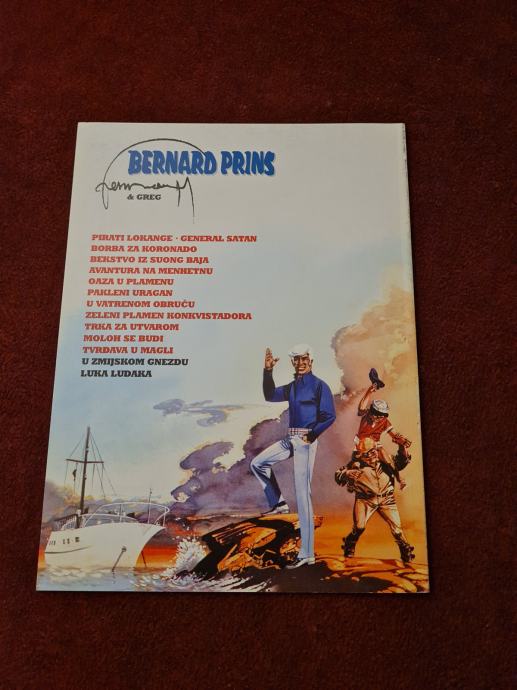 BERNARD PRINS
Hermann
& GREG
PIRATI LOKANGE - GENERAL SATAN
BORBA ZA KORONADO
BEKSTVO IZ SUONG BAJA
AVANTURA NA MENHETNU
OAZA U PLAMENU
PAKLENI URAGAN
U VATRENOM OBRUČU
ZELENI PLAMEN KONKVISTADORA
TRKA ZA UTVAROM
MOLOH SE BUDI
TVRĐAVA U MAGLI
U ZMIJSKOM GNEZDU
LUKA LUDAKA